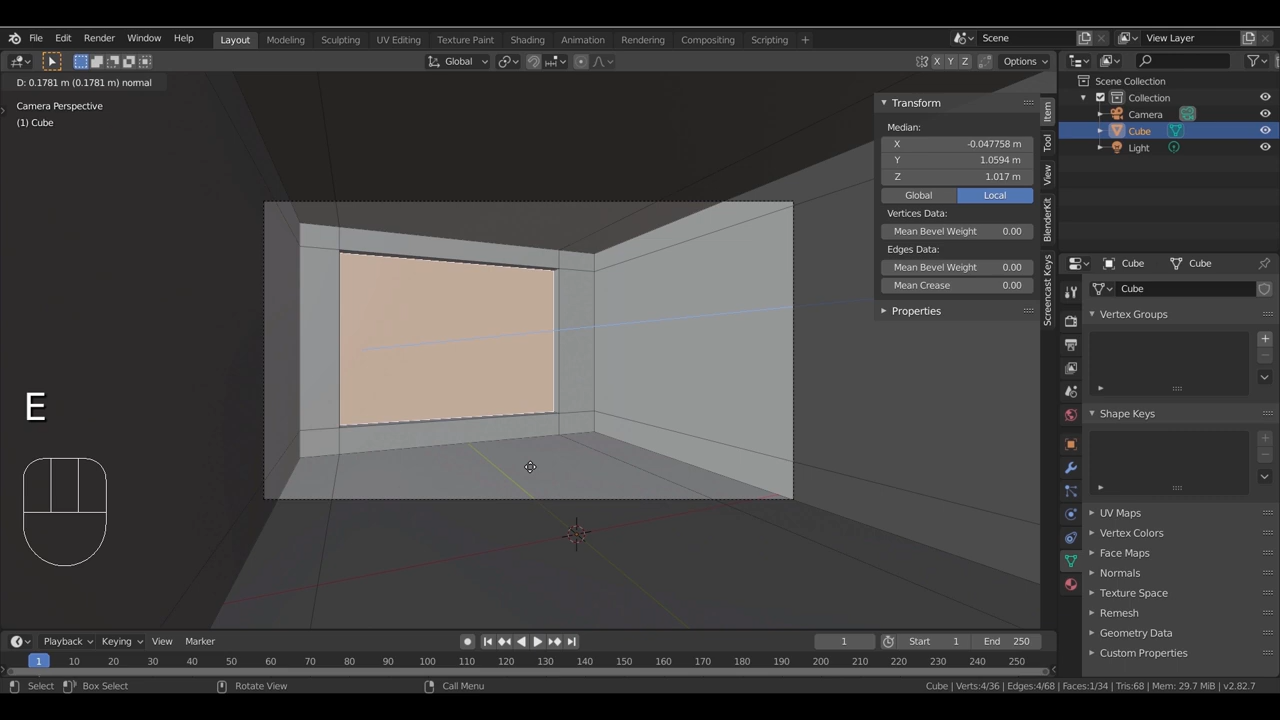 File Edit Render Window Help Layout Modeling Sculpting UV Editing Texture Paint Shading Animation Rendering Compositing Scripting + Scene View Layer
Global X Y Z Options
D: 0.1781 m (0.1781 m) normal
Camera Perspective
(1) Cube
Transform
Median:
X -0.047758 m
Y 1.0594 m
Z 1.017 m
Global Local
Vertices Data:
Mean Bevel Weight 0.00
Edges Data:
Mean Bevel Weight 0.00
Mean Crease 0.00
Properties
Item
Tool
View
BlenderKit
Screencast Keys
Scene Collection
Collection
Camera
Cube
Light
Cube Cube
Cube
Vertex Groups
Shape Keys
UV Maps
Vertex Colors
Face Maps
Normals
Texture Space
Remesh
Geometry Data
Custom Properties
E
Playback Keying View Marker 1 Start 1 End 250
1 10 20 30 40 50 60 70 80 90 100 110 120 130 140 150 160 170 180 190 200 210 220 230 240 250
Select Box Select Rotate View Call Menu Cube | Verts:4/36 | Edges:4/68 | Faces:1/34 | Tris:68 | Mem: 29.7 MiB | v2.82.7